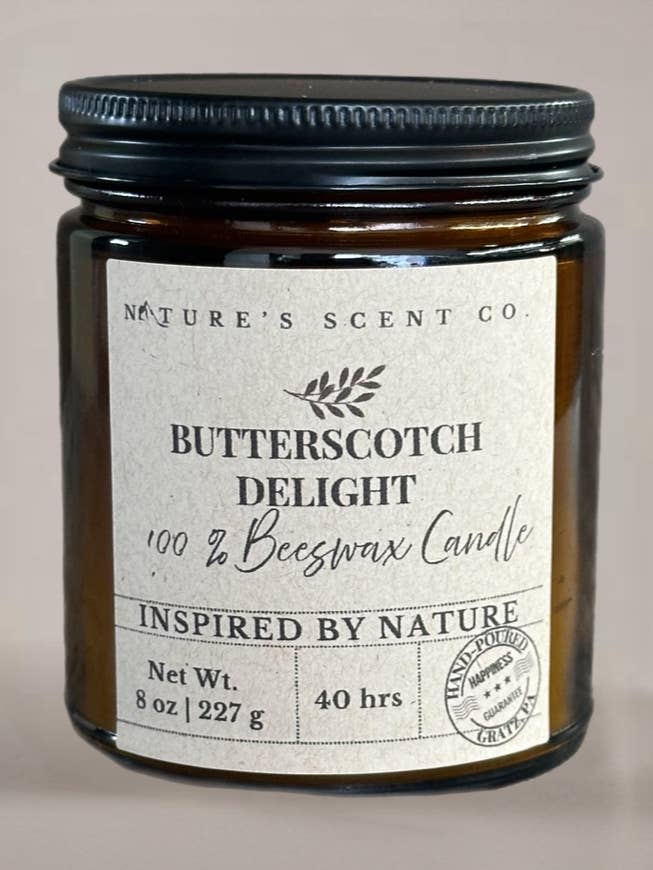 NATURE'S SCENT CO.
BUTTERSCOTCH
DELIGHT
100 % Beeswax Candle
INSPIRED BY NATURE
Net Wt.
8 oz | 227 g
40 hrs
HAND-POURED
HAPPINESS
GUARANTEE
GRATZ, PA